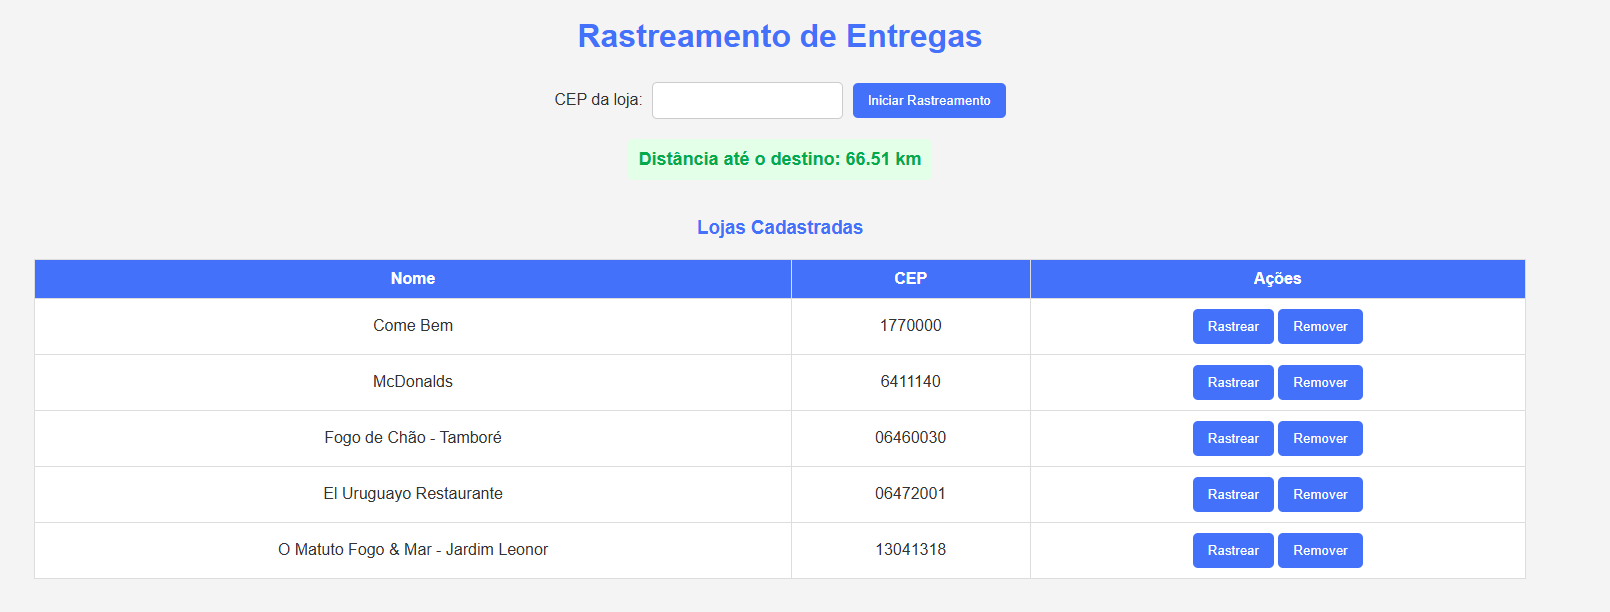 Rastreamento de Entregas
CEP da loja: Iniciar Rastreamento
Distância até o destino: 66.51 km
Lojas Cadastradas
Nome CEP Ações
Come Bem 1770000 Rastrear Remover
McDonalds 6411140 Rastrear Remover
Fogo de Chão - Tamboré 06460030 Rastrear Remover
El Uruguayo Restaurante 06472001 Rastrear Remover
O Matuto Fogo & Mar - Jardim Leonor 13041318 Rastrear Remover